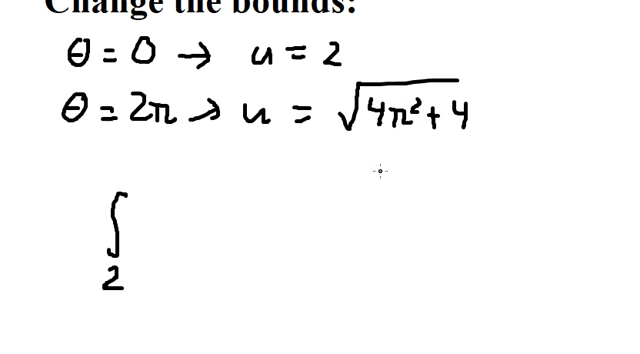 Change the bounds:
θ = 0 → u = 2
θ = 2π → u = √(4π² + 4)
∫
2